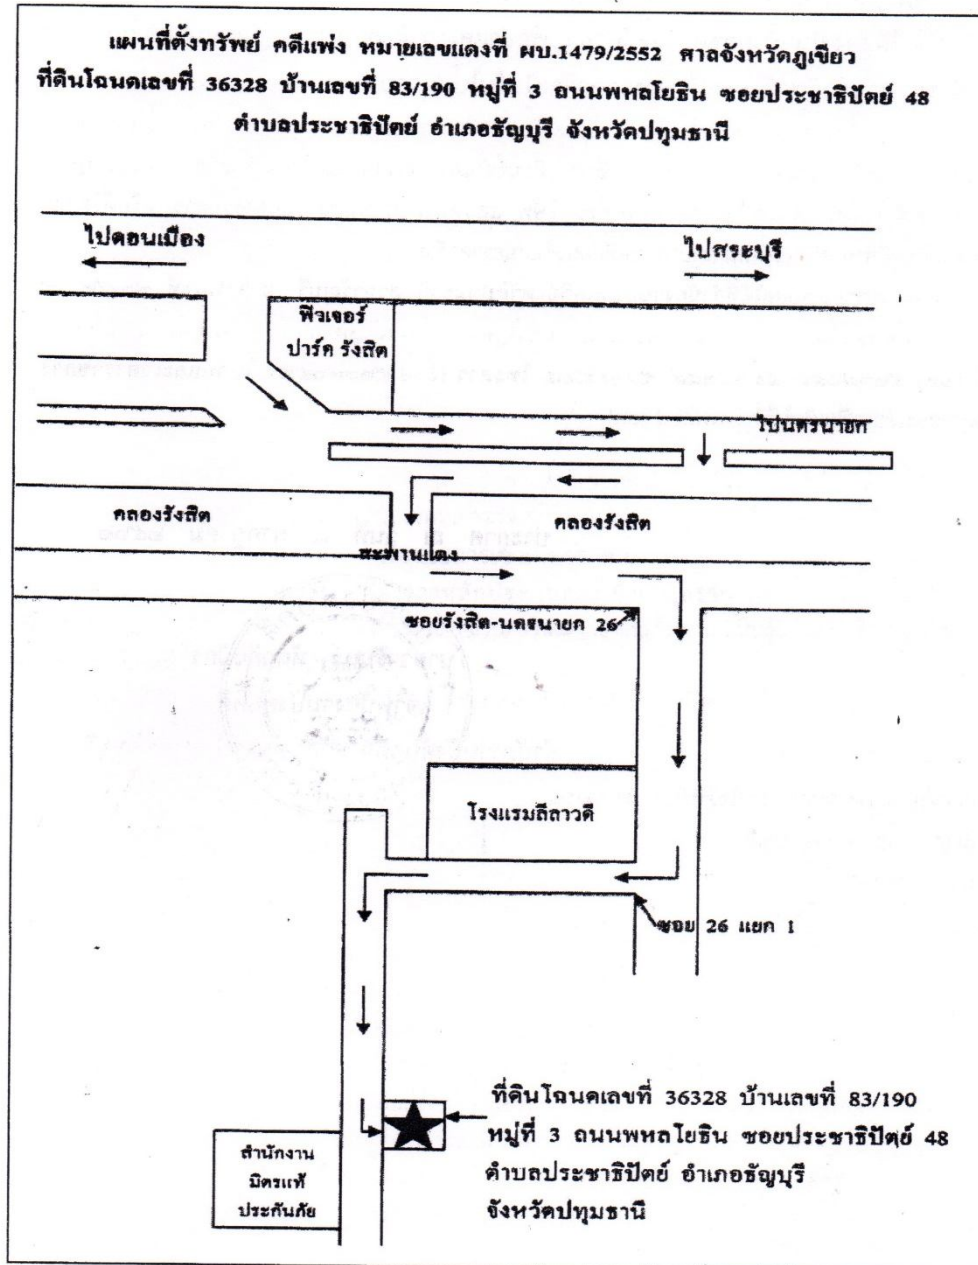 แผนที่ตั้งทรัพย์ คดีแพ่ง หมายเลขแดงที่ ผบ.1479/2552 ศาลจังหวัดภูเขียว
ที่ดินโฉนดเลขที่ 36328 บ้านเลขที่ 83/190 หมู่ที่ 3 ถนนพหลโยธิน ซอยประชาธิปัตย์ 48
ตำบลประชาธิปัตย์ อำเภอธัญบุรี จังหวัดปทุมธานี
ไปดอนเมือง
ไปสระบุรี
ฟิวเจอร์
ปาร์ค รังสิต
ไปนครนายก
คลองรังสิต
คลองรังสิต
สะพานแดง
ซอยรังสิต-นครนายก 26
โรงแรมลีลาวดี
ซอย 26 แยก 1
ที่ดินโฉนดเลขที่ 36328 บ้านเลขที่ 83/190
หมู่ที่ 3 ถนนพหลโยธิน ซอยประชาธิปัตย์ 48
ตำบลประชาธิปัตย์ อำเภอธัญบุรี
จังหวัดปทุมธานี
สำนักงาน
มิตรแท้
ประกันภัย